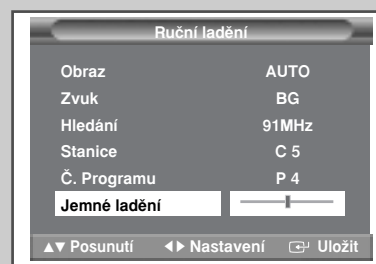 Ruční ladění
Obraz AUTO
Zvuk BG
Hledání 91MHz
Stanice C 5
Č. Programu P 4
Jemné ladění
▲▼ Posunutí ◀▶ Nastavení Uložit